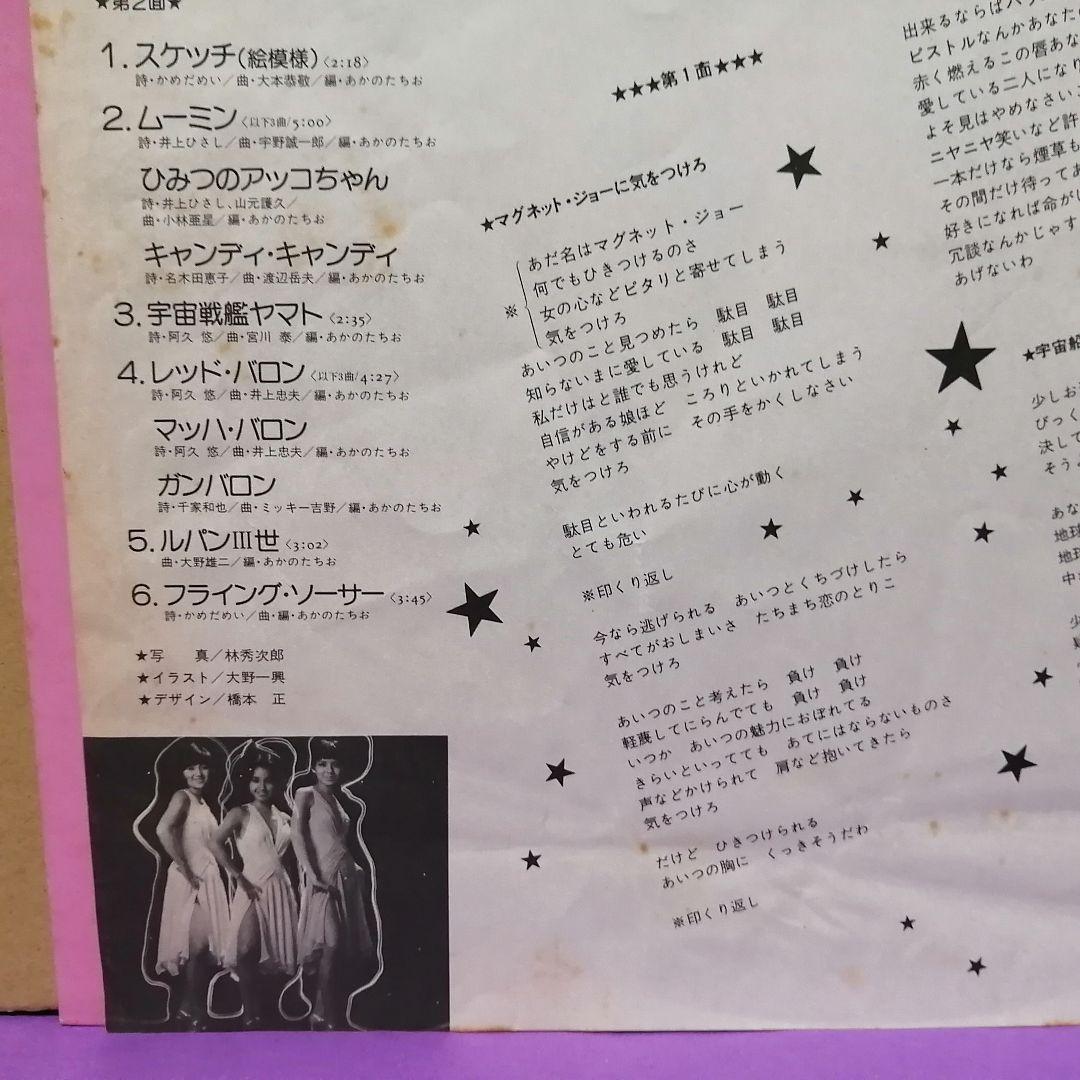 ★第2面★
1.スケッチ(絵模様)〈2:18〉
詩・かめだめい／曲・大本恭敬／編・あかのたちお
2.ムーミン〈以下3曲/5:00〉
詩・井上ひさし／曲・宇野誠一郎／編・あかのたちお
ひみつのアッコちゃん
詩・井上ひさし、山元護久／
曲・小林亜星／編・あかのたちお
キャンディ・キャンディ
詩・名木田恵子／曲・渡辺岳夫／編・あかのたちお
3.宇宙戦艦ヤマト〈2:35〉
詩・阿久 悠／曲・宮川 泰／編・あかのたちお
4.レッド・バロン〈以下3曲/4:27〉
詩・阿久 悠／曲・井上忠夫／編・あかのたちお
マッハ・バロン
詩・阿久 悠／曲・井上忠夫／編・あかのたちお
ガンバロン
詩・千家和也／曲・ミッキー吉野／編・あかのたちお
5.ルパンIII世〈3:02〉
曲・大野雄二／編・あかのたちお
6.フライング・ソーサー〈3:45〉
詩・かめだめい／曲・編・あかのたちお
★写　真／林秀次郎
★イラスト／大野一興
★デザイン／橋本　正
★★★第1面★★★
★マグネット・ジョーに気をつけろ
※
あだ名はマグネット・ジョー
何でもひきつけるのさ
女の心などピタリと寄せてしまう
気をつけろ
あいつのこと見つめたら　駄目　駄目
知らないまに愛している　駄目　駄目
私だけはと誰でも思うけれど
自信がある娘ほど　ころりといかれてしまう
やけどをする前に　その手をかくしなさい
気をつけろ
駄目といわれるたびに心が動く
とても危い
※印くり返し
今なら逃げられる　あいつとくちづけしたら
すべてがおしまいさ　たちまち恋のとりこ
気をつけろ
あいつのこと考えたら　負け　負け
軽蔑してにらんでても　負け　負け
いつか　あいつの魅力におぼれてる
きらいといってても　あてにはならないものさ
声などかけられて　肩など抱いてきたら
気をつけろ
だけど　ひきつけられる
あいつの胸に　くっきそうだわ
※印くり返し
出来るならば
ピストルなんかあなた
赤く燃えるこの唇あな
愛している二人になり
よそ見はやめなさい
ニヤニヤ笑いなど許
一本だけなら煙草も
その間だけ待ってあ
好きになれば命がい
冗談なんかじゃす
あげないわ
★宇宙船
少しお
びっく
決して
そうよ
あな
地球
地球
中
少